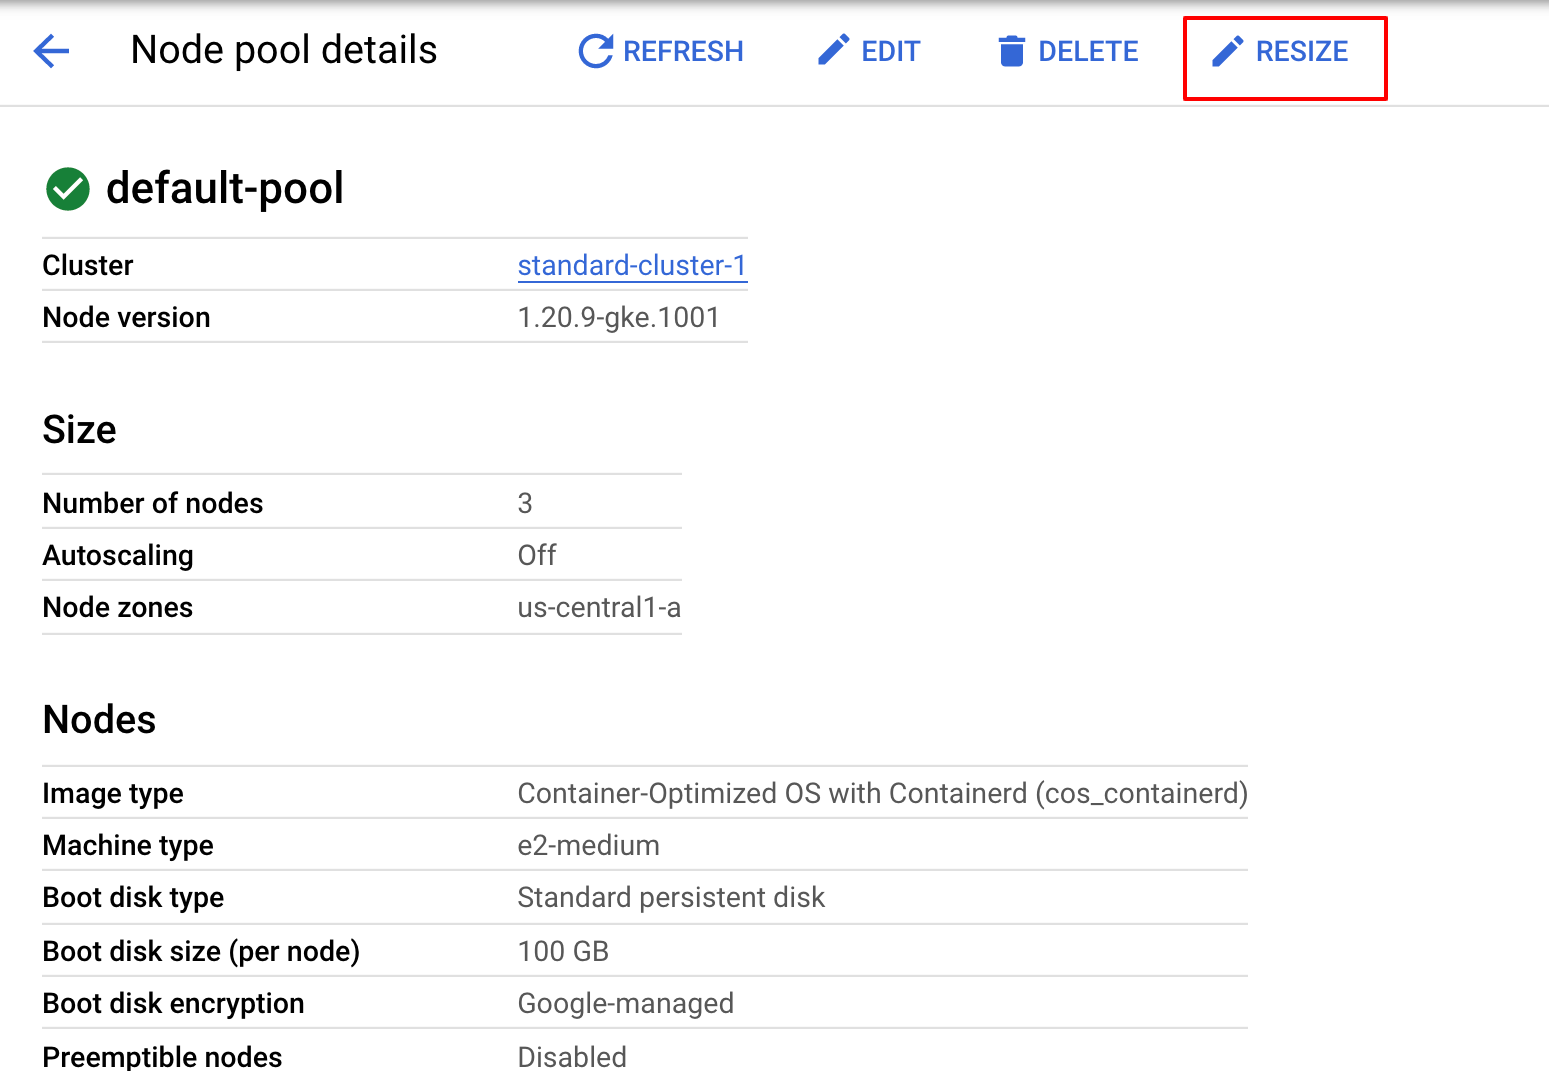 Node pool details REFRESH EDIT DELETE RESIZE
default-pool
Cluster standard-cluster-1
Node version 1.20.9-gke.1001
Size
Number of nodes 3
Autoscaling Off
Node zones us-central1-a
Nodes
Image type Container-Optimized OS with Containerd (cos_containerd)
Machine type e2-medium
Boot disk type Standard persistent disk
Boot disk size (per node) 100 GB
Boot disk encryption Google-managed
Preemptible nodes Disabled